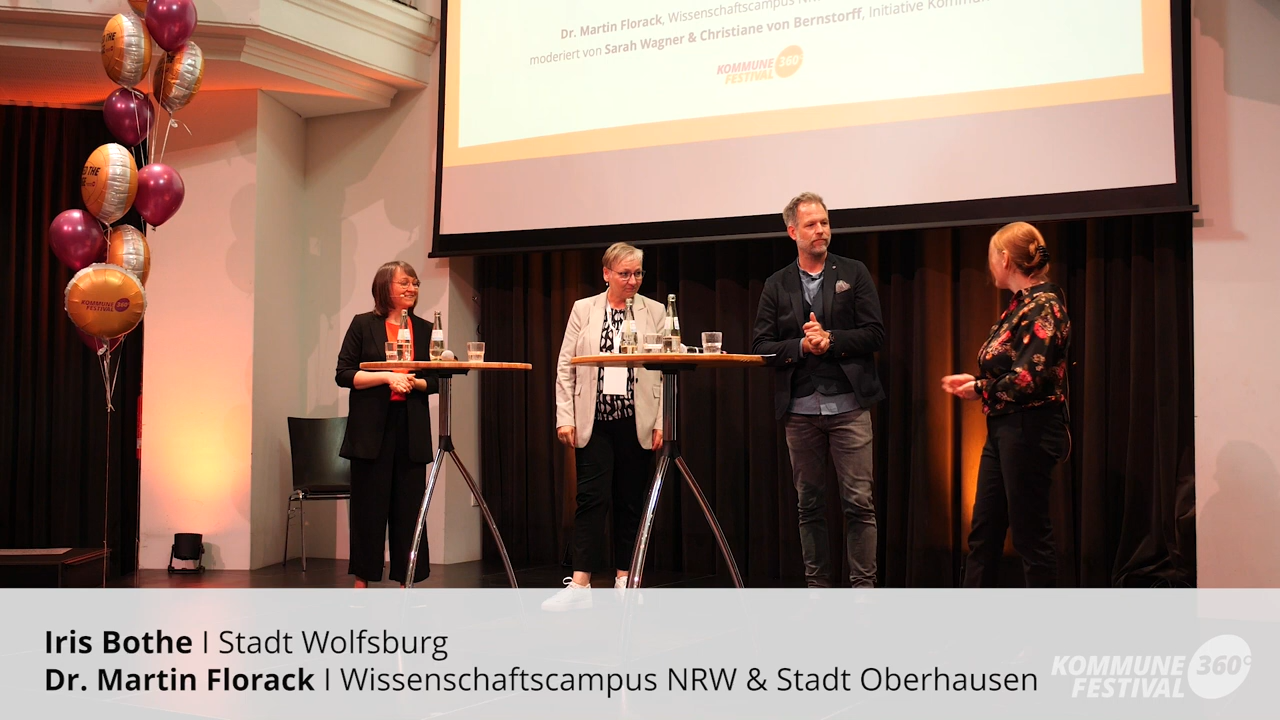 Dr. Martin Florack, Wissenschaftscampus
moderiert von Sarah Wagner & Christiane von Bernstorff, Initiative
KOMMUNE 360°
FESTIVAL
KOMMUNE 360°
FESTIVAL
Iris Bothe I Stadt Wolfsburg
Dr. Martin Florack I Wissenschaftscampus NRW & Stadt Oberhausen
KOMMUNE 360°
FESTIVAL